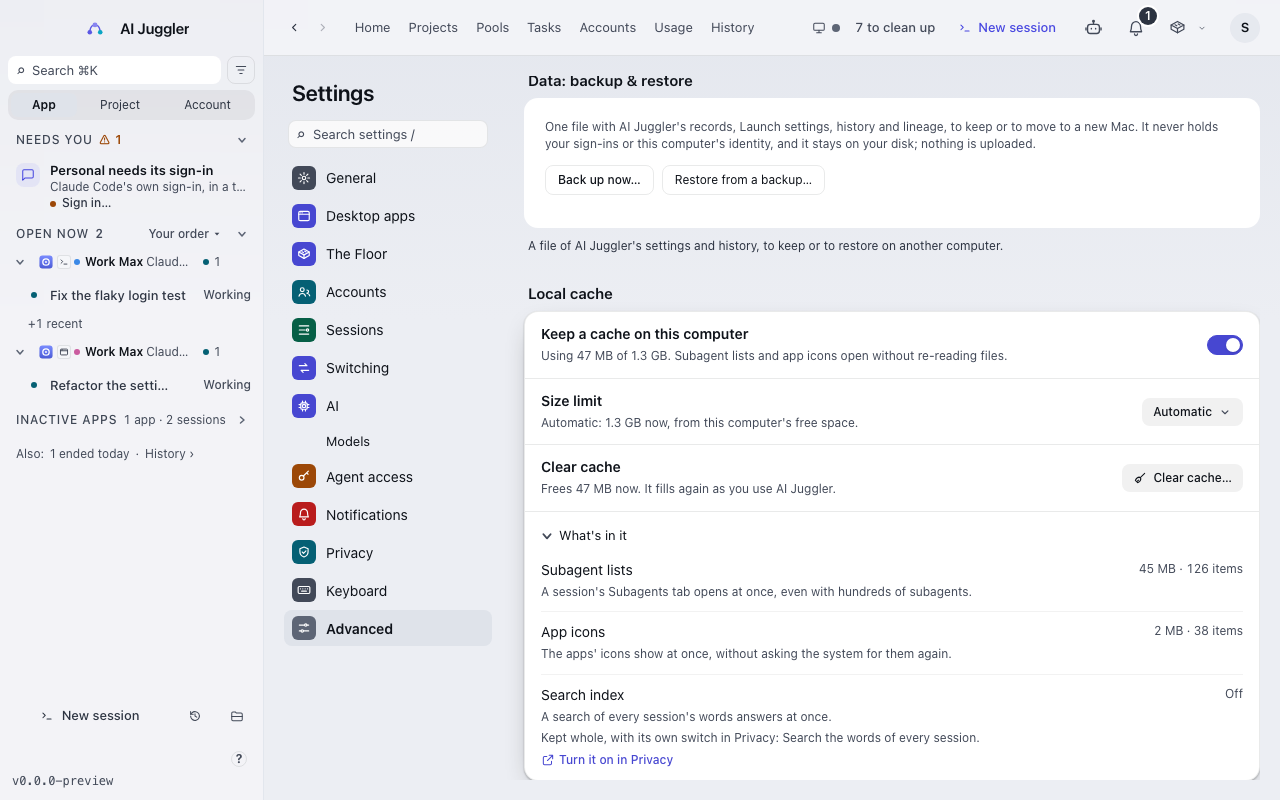 AI Juggler
Search ⌘K
App
Project
Account
NEEDS YOU
1
Personal needs its sign-in
Claude Code's own sign-in, in a t…
Sign in…
OPEN NOW 2
Your order
Work Max Claud…
1
Fix the flaky login test
Working
+1 recent
Work Max Claud…
1
Refactor the setti…
Working
INACTIVE APPS 1 app · 2 sessions
Also: 1 ended today · History ›
New session
?
v0.0.0-preview
Home
Projects
Pools
Tasks
Accounts
Usage
History
7 to clean up
New session
1
S
Settings
Search settings /
General
Desktop apps
The Floor
Accounts
Sessions
Switching
AI
Models
Agent access
Notifications
Privacy
Keyboard
Advanced
Data: backup & restore
One file with AI Juggler's records, Launch settings, history and lineage, to keep or to move to a new Mac. It never holds
your sign-ins or this computer's identity, and it stays on your disk; nothing is uploaded.
Back up now…
Restore from a backup…
A file of AI Juggler's settings and history, to keep or to restore on another computer.
Local cache
Keep a cache on this computer
Using 47 MB of 1.3 GB. Subagent lists and app icons open without re-reading files.
Size limit
Automatic: 1.3 GB now, from this computer's free space.
Automatic
Clear cache
Frees 47 MB now. It fills again as you use AI Juggler.
Clear cache…
What's in it
Subagent lists
45 MB · 126 items
A session's Subagents tab opens at once, even with hundreds of subagents.
App icons
2 MB · 38 items
The apps' icons show at once, without asking the system for them again.
Search index
Off
A search of every session's words answers at once.
Kept whole, with its own switch in Privacy: Search the words of every session.
Turn it on in Privacy